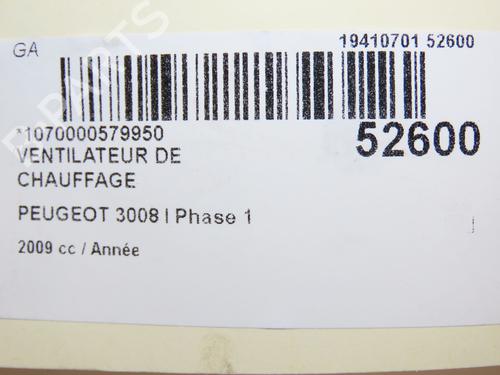 GA
19410701 52600
*1070000579950
52600
VENTILATEUR DE
CHAUFFAGE
PEUGEOT 3008 I Phase 1
2009 cc / Année